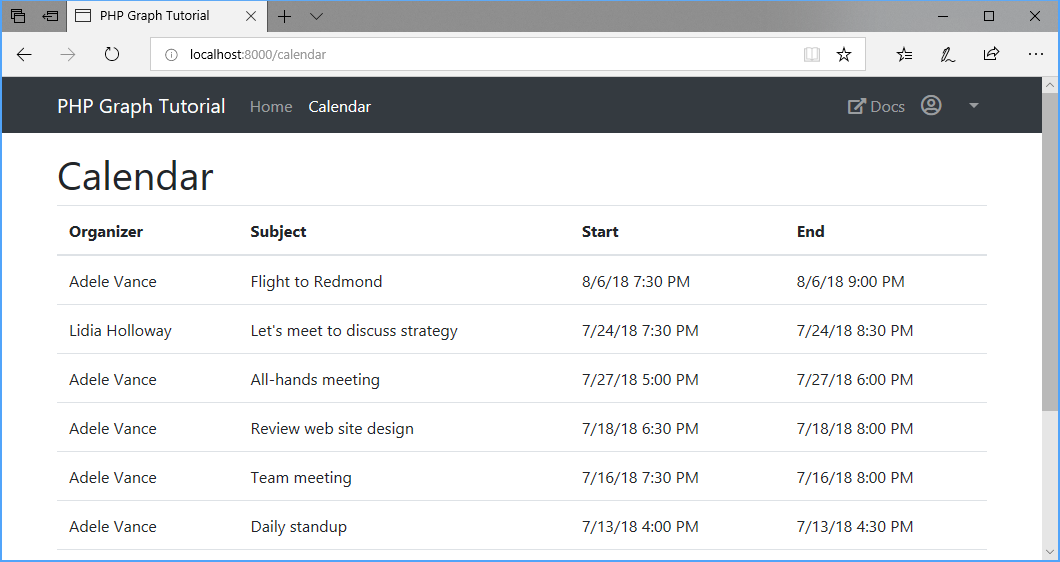 PHP Graph Tutorial
localhost:8000/calendar
PHP Graph Tutorial Home Calendar Docs
Calendar
Organizer Subject Start End
Adele Vance Flight to Redmond 8/6/18 7:30 PM 8/6/18 9:00 PM
Lidia Holloway Let's meet to discuss strategy 7/24/18 7:30 PM 7/24/18 8:30 PM
Adele Vance All-hands meeting 7/27/18 5:00 PM 7/27/18 6:00 PM
Adele Vance Review web site design 7/18/18 6:30 PM 7/18/18 8:00 PM
Adele Vance Team meeting 7/16/18 7:30 PM 7/16/18 8:00 PM
Adele Vance Daily standup 7/13/18 4:00 PM 7/13/18 4:30 PM